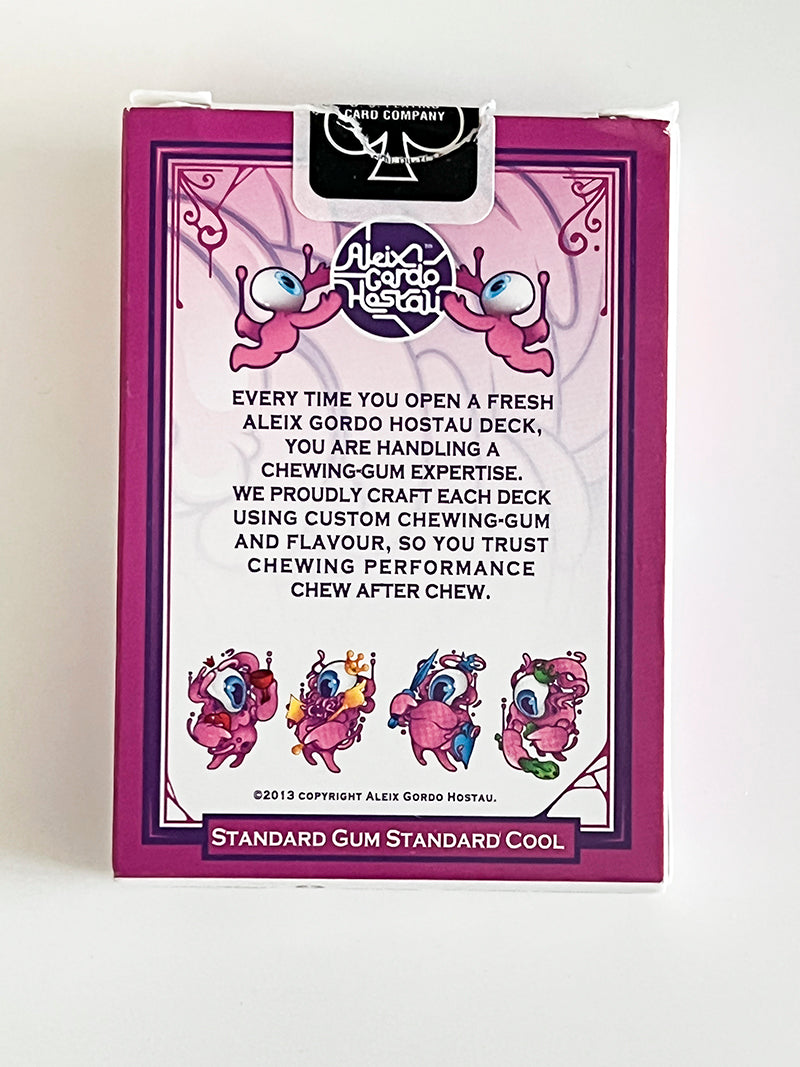 CARD COMPANY
Aleix
Gordo
Hostau
™
EVERY TIME YOU OPEN A FRESH
ALEIX GORDO HOSTAU DECK,
YOU ARE HANDLING A
CHEWING-GUM EXPERTISE.
WE PROUDLY CRAFT EACH DECK
USING CUSTOM CHEWING-GUM
AND FLAVOUR, SO YOU TRUST
CHEWING PERFORMANCE
CHEW AFTER CHEW.
©2013 COPYRIGHT ALEIX GORDO HOSTAU.
STANDARD GUM STANDARD COOL